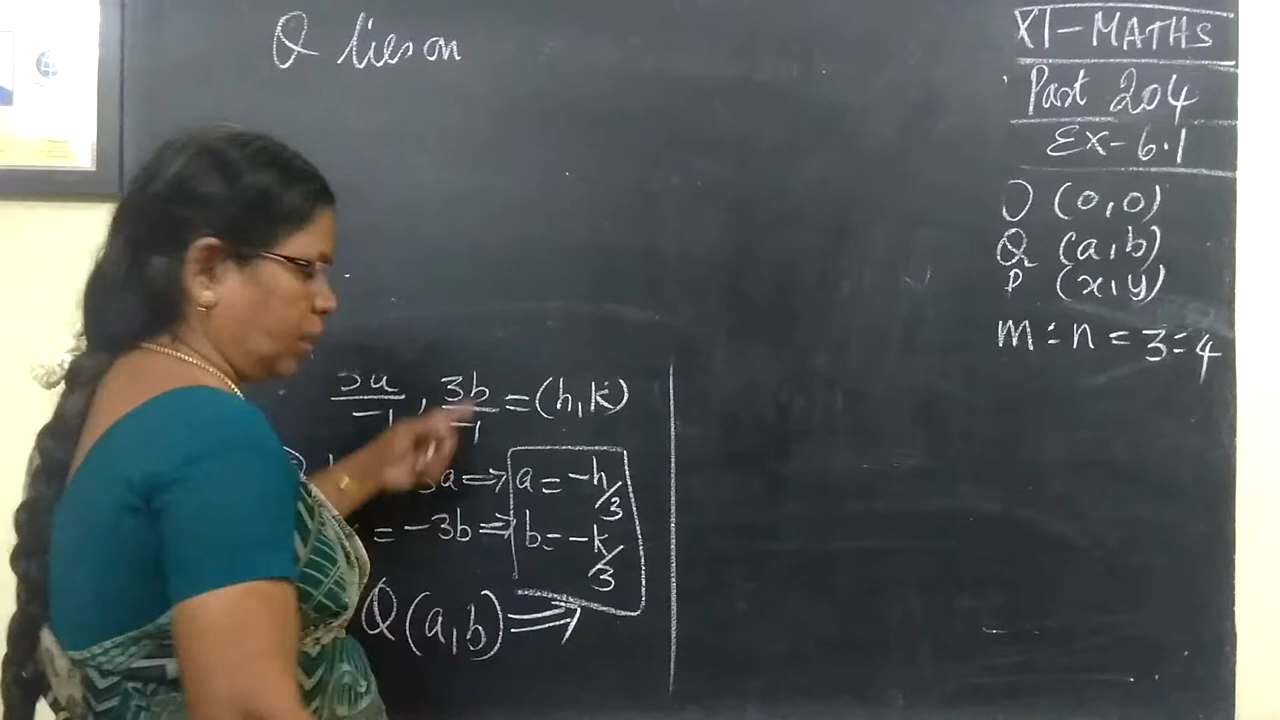 Q lies on
3a/-1, 3b/-1 = (h, k)
3a ⇒ a = -h/3
= -3b ⇒ b = -k/3
Q(a, b) ⇒
XI-MATHS
Part 204
Ex-6.1
O (0, 0)
Q (a, b)
P (x, y)
m : n = 3 : 4